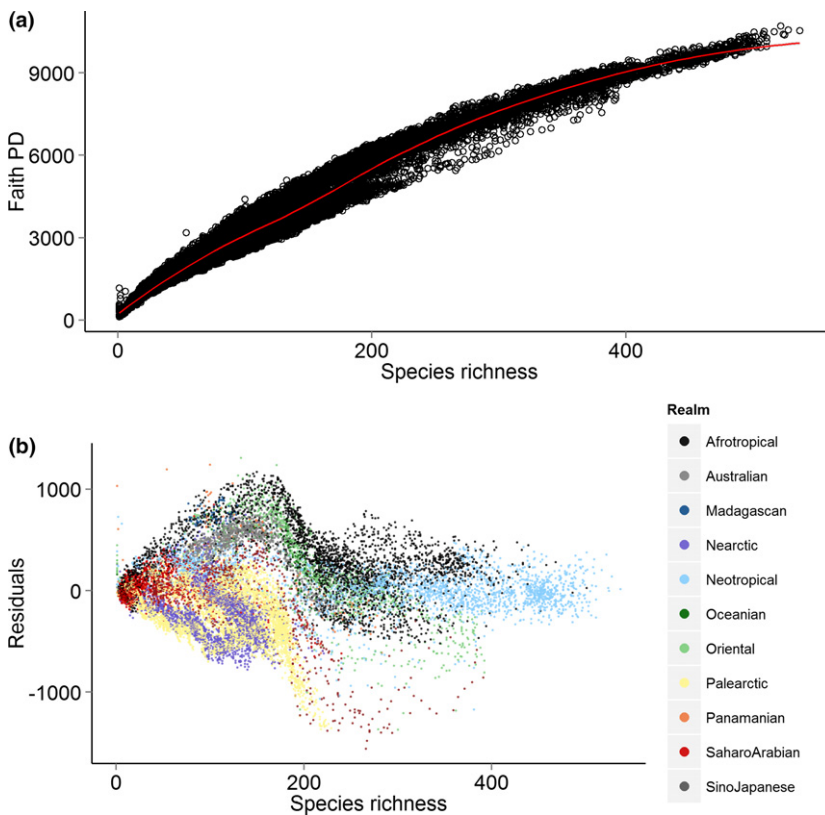 (a)
Faith PD
9000
6000
3000
0
0
200
400
Species richness
(b)
Residuals
1000
0
-1000
0
200
400
Species richness
Realm
Afrotropical
Australian
Madagascan
Nearctic
Neotropical
Oceanian
Oriental
Palearctic
Panamanian
SaharoArabian
SinoJapanese